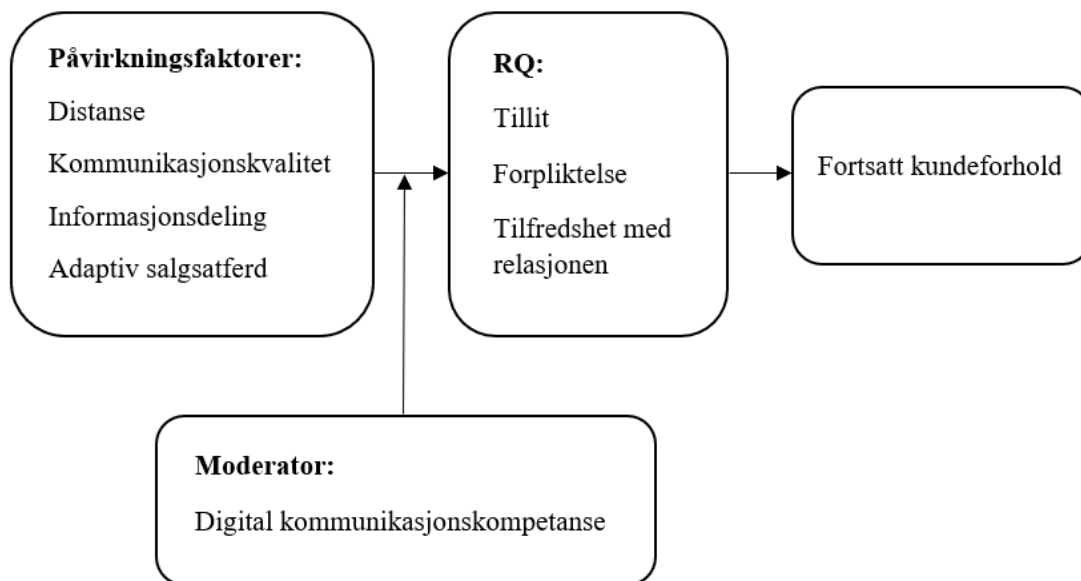 Påvirkningsfaktorer:
Distanse
Kommunikasjonskvalitet
Informasjonsdeling
Adaptiv salgsatferd
RQ:
Tillit
Forpliktelse
Tilfredshet med
relasjonen
Fortsatt kundeforhold
Moderator:
Digital kommunikasjonskompetanse